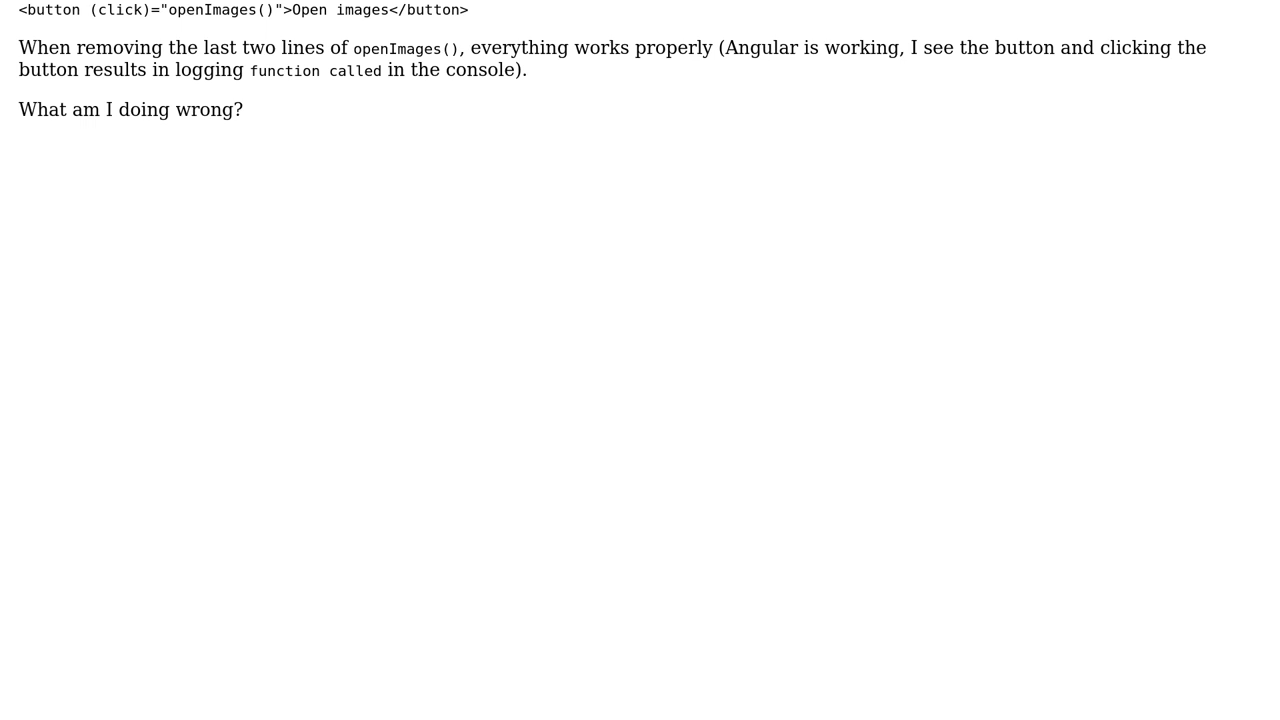 <button (click)="openImages()">Open images</button>
When removing the last two lines of openImages(), everything works properly (Angular is working, I see the button and clicking the
button results in logging function called in the console).
What am I doing wrong?